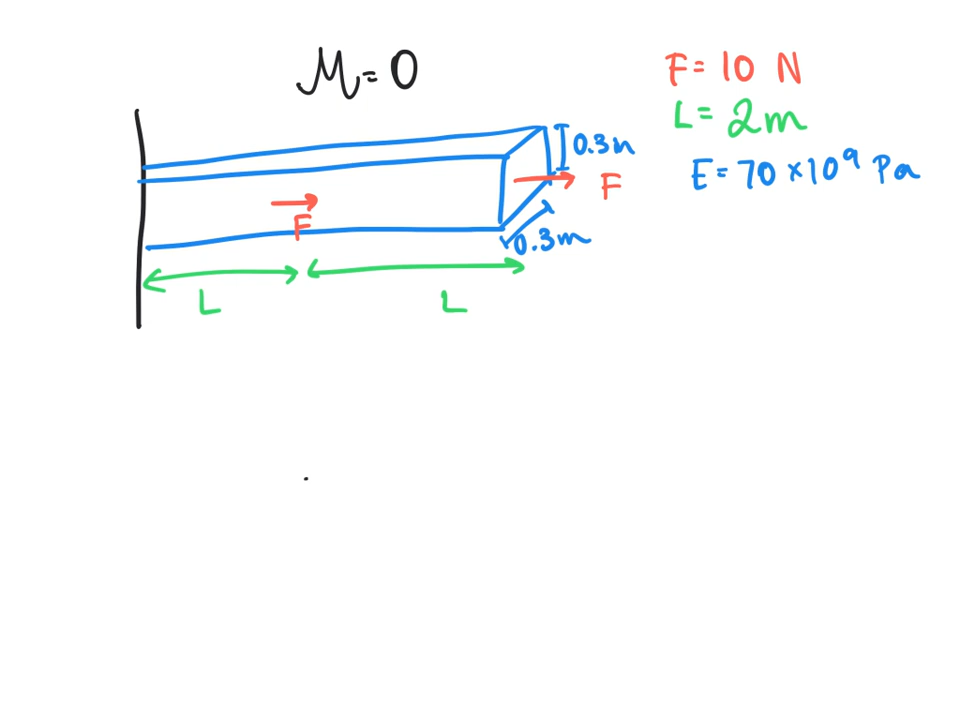 M = 0
F = 10 N
L = 2m
E = 70 × 10⁹ Pa
0.3m
F
F
0.3m
L
L